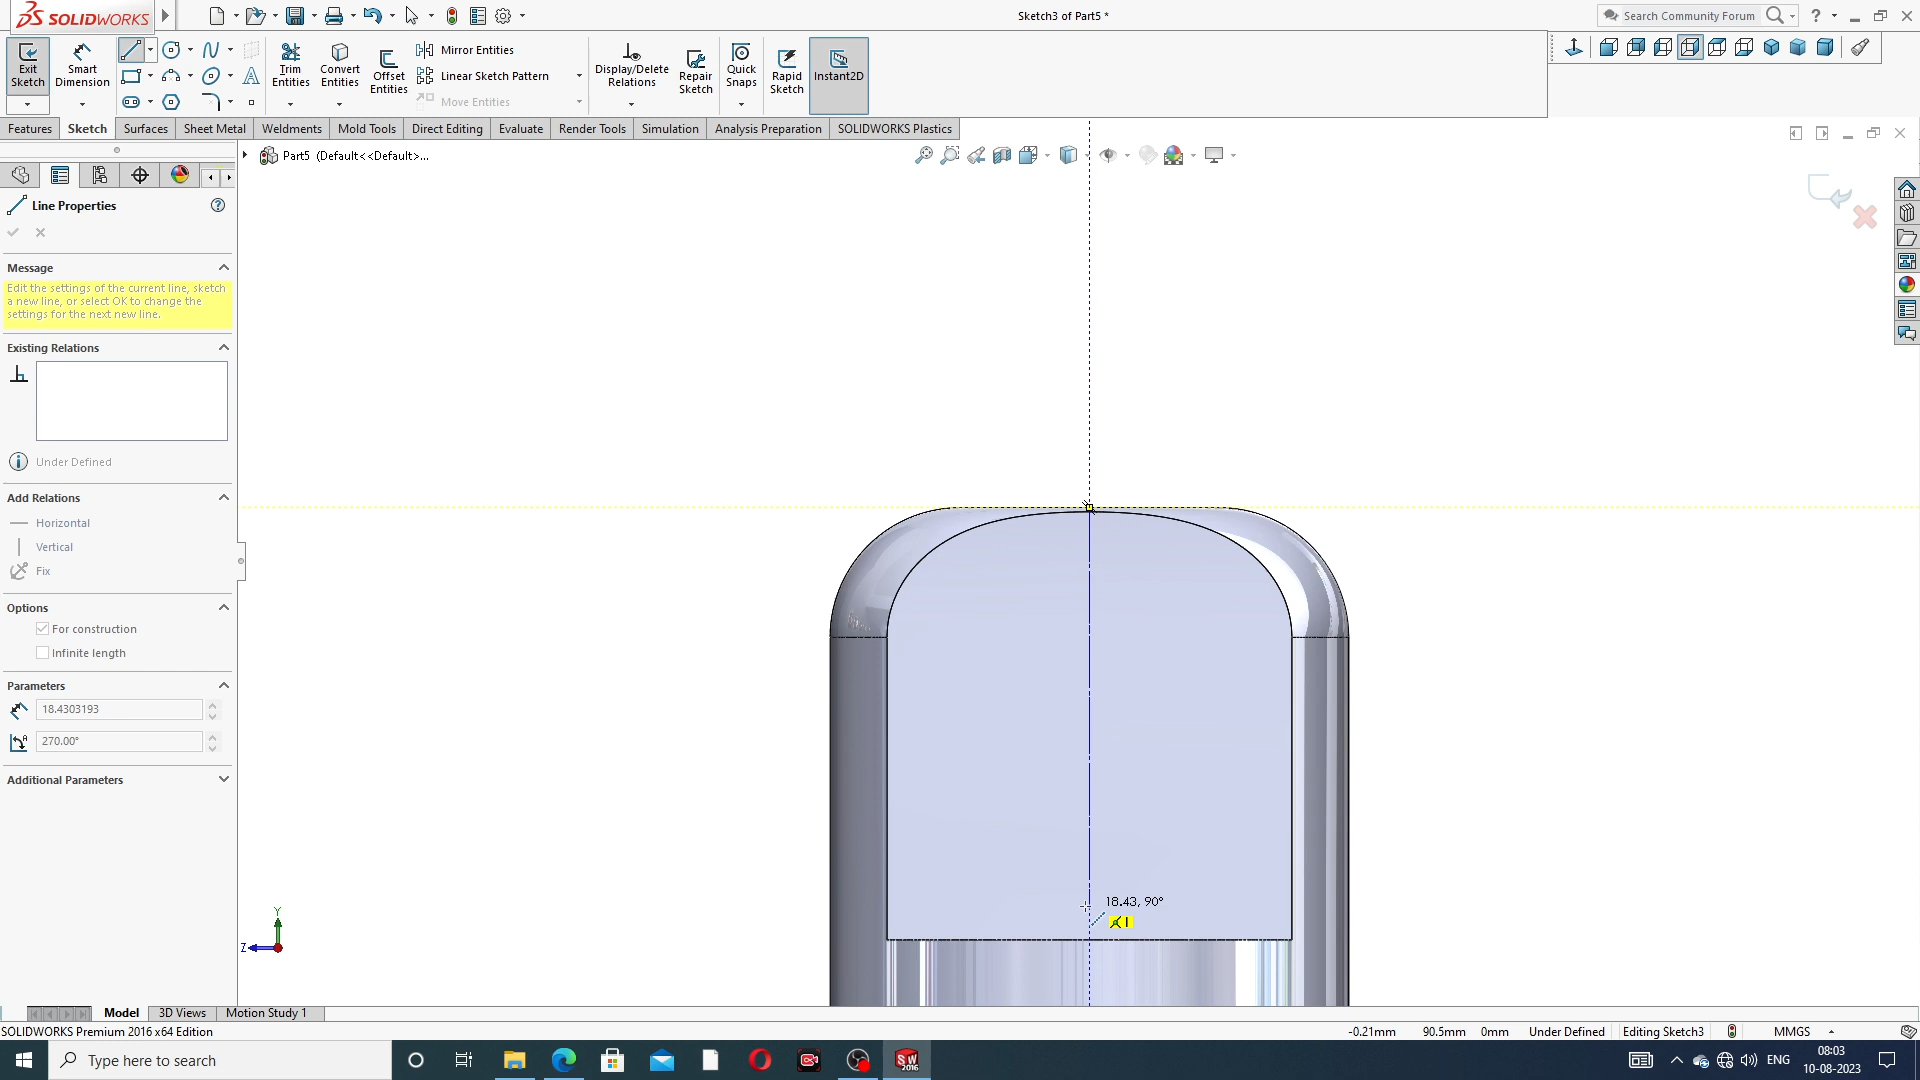 SOLIDWORKS
Sketch3 of Part5 *
Search Community Forum
?
Exit Sketch
Smart Dimension
Trim Entities
Convert Entities
Offset Entities
Mirror Entities
Linear Sketch Pattern
Move Entities
Display/Delete Relations
Repair Sketch
Quick Snaps
Rapid Sketch
Instant2D
Features
Sketch
Surfaces
Sheet Metal
Weldments
Mold Tools
Direct Editing
Evaluate
Render Tools
Simulation
Analysis Preparation
SOLIDWORKS Plastics
Part5 (Default<<Default>...
Line Properties
Message
Edit the settings of the current line, sketch
a new line, or select OK to change the
settings for the next new line.
Existing Relations
Under Defined
Add Relations
Horizontal
Vertical
Fix
Options
For construction
Infinite length
Parameters
18.4303193
270.00°
Additional Parameters
18.43, 90°
Y
Z
Model
3D Views
Motion Study 1
SOLIDWORKS Premium 2016 x64 Edition
-0.21mm
90.5mm
0mm
Under Defined
Editing Sketch3
MMGS
Type here to search
SW
2016
ENG
08:03
10-08-2023